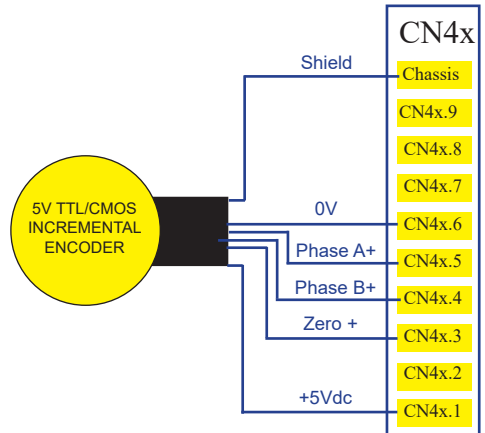 CN4x
Shield
Chassis
CN4x.9
CN4x.8
CN4x.7
5V TTL/CMOS
INCREMENTAL
ENCODER
0V
CN4x.6
Phase A+
CN4x.5
Phase B+
CN4x.4
Zero +
CN4x.3
CN4x.2
+5Vdc
CN4x.1